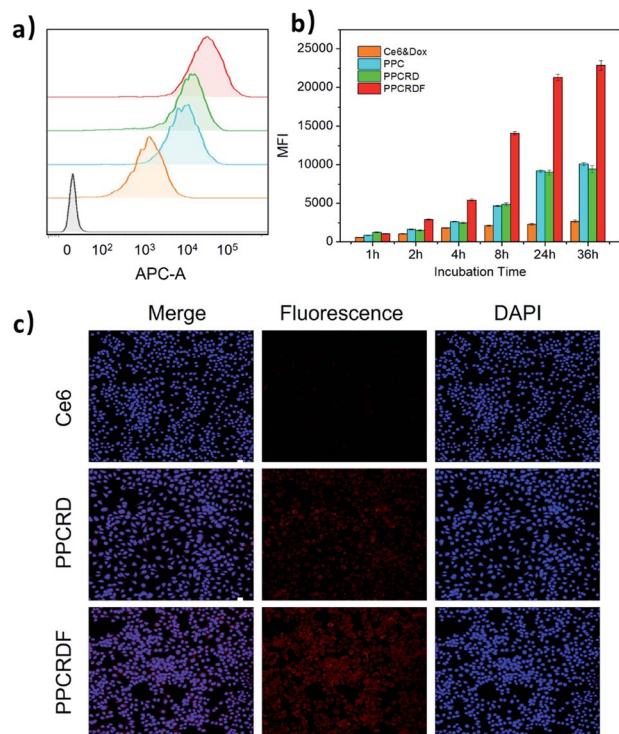 a)
0 10² 10³ 10⁴ 10⁵
APC-A
b)
25000
20000
15000
10000
5000
0
MFI
Ce6&Dox
PPC
PPCRD
PPCRDF
1h 2h 4h 8h 24h 36h
Incubation Time
c)
Merge Fluorescence DAPI
Ce6
PPCRD
PPCRDF